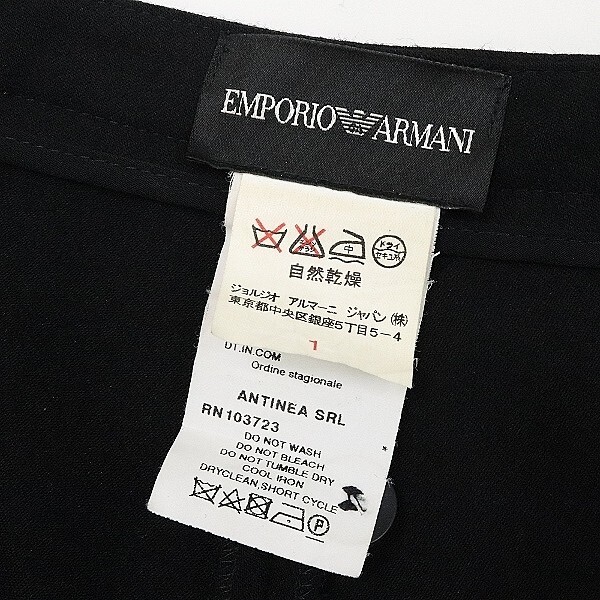 EMPORIO ARMANI
中 ドライ
セキユ系
自然乾燥
ジョルジオ アルマーニ ジャパン(株)
東京都中央区銀座5丁目5-4
1
DT.IN.COM
Ordine stagionale
ANTINEA SRL
RN103723
DO NOT WASH
DO NOT BLEACH
DO NOT TUMBLE DRY
COOL IRON
DRYCLEAN,SHORT CYCLE
P